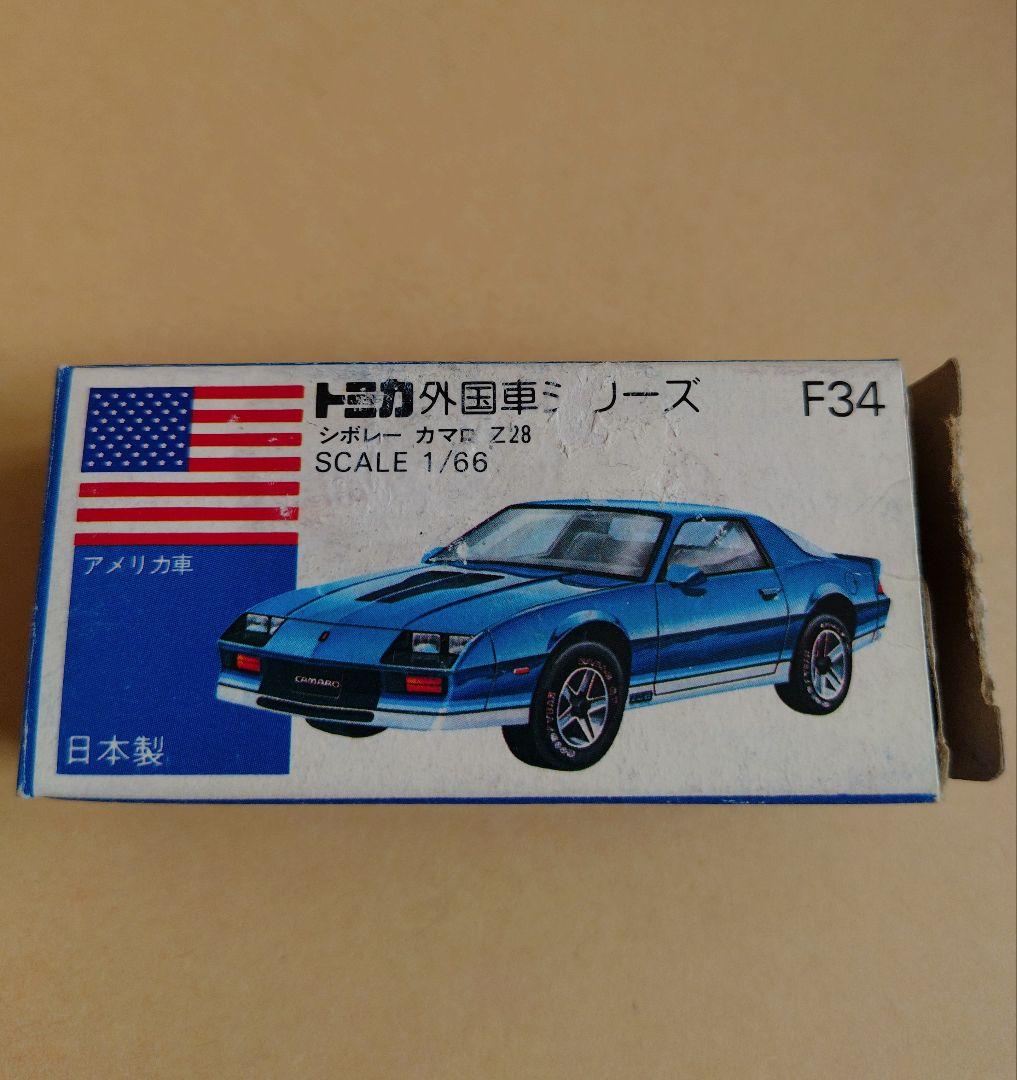 トミカ 外国車シリーズ F34
シボレー カマロ Z28
SCALE 1/66
アメリカ車
CAMARO
日本製